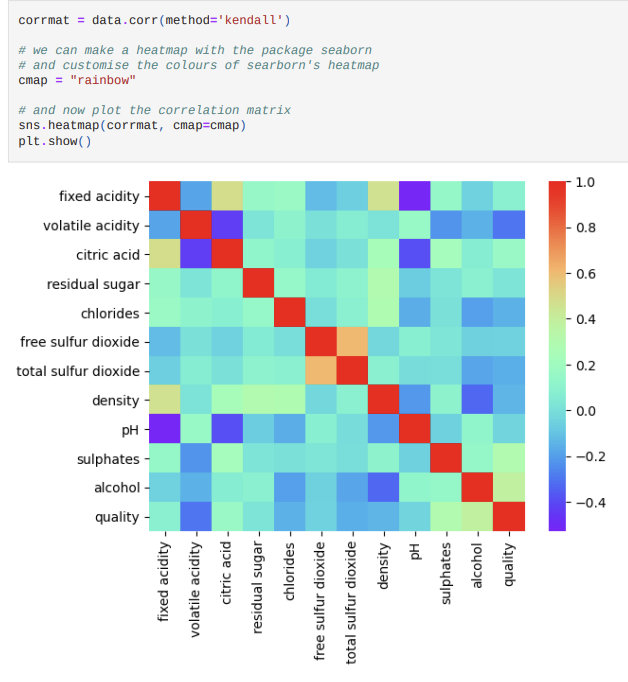 corrmat = data.corr(method='kendall')
# we can make a heatmap with the package seaborn
# and customise the colours of searborn's heatmap
cmap = "rainbow"
# and now plot the correlation matrix
sns.heatmap(corrmat, cmap=cmap)
plt.show()
fixed acidity
volatile acidity
citric acid
residual sugar
chlorides
free sulfur dioxide
total sulfur dioxide
density
pH
sulphates
alcohol
quality
fixed acidity
volatile acidity
citric acid
residual sugar
chlorides
free sulfur dioxide
total sulfur dioxide
density
pH
sulphates
alcohol
quality
1.0
0.8
0.6
0.4
0.2
0.0
−0.2
−0.4